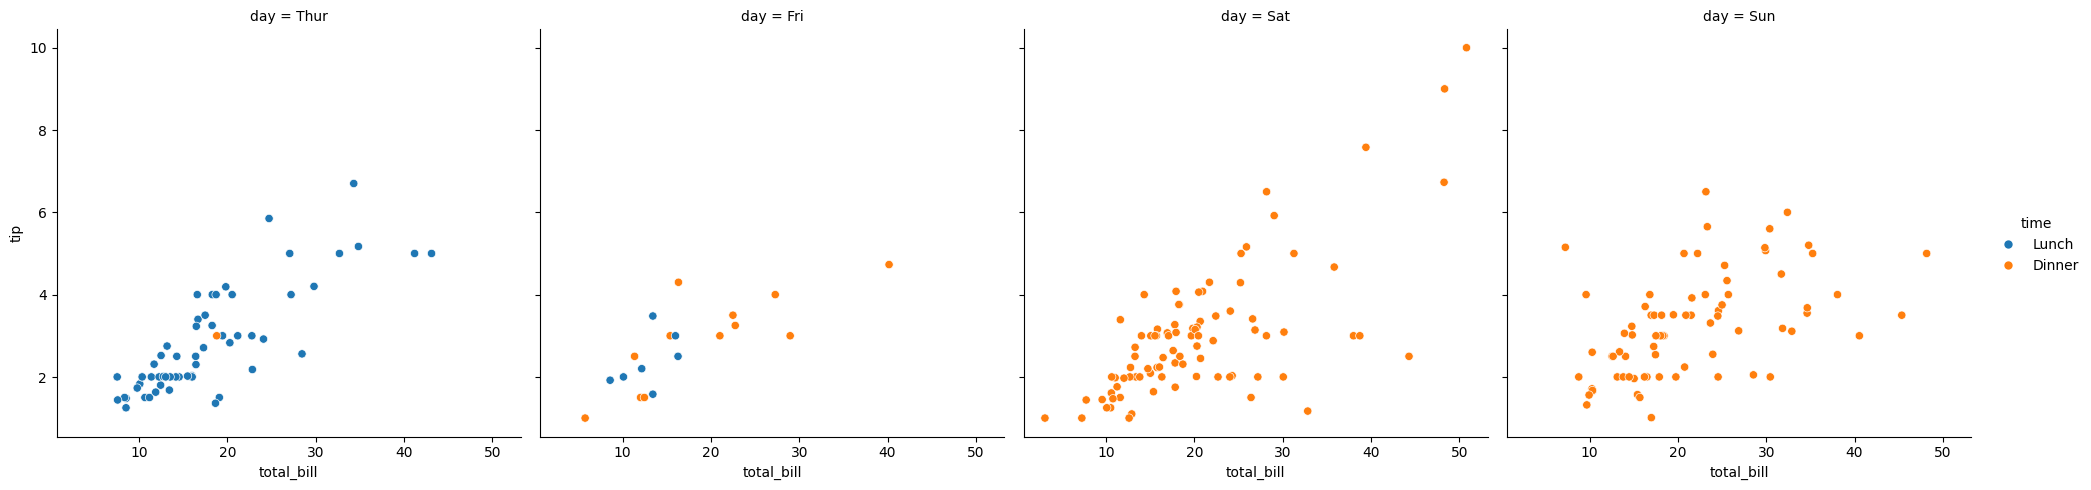 day = Thur
day = Fri
day = Sat
day = Sun
10
8
6
4
2
tip
10 20 30 40 50
10 20 30 40 50
10 20 30 40 50
10 20 30 40 50
total_bill
total_bill
total_bill
total_bill
time
Lunch
Dinner